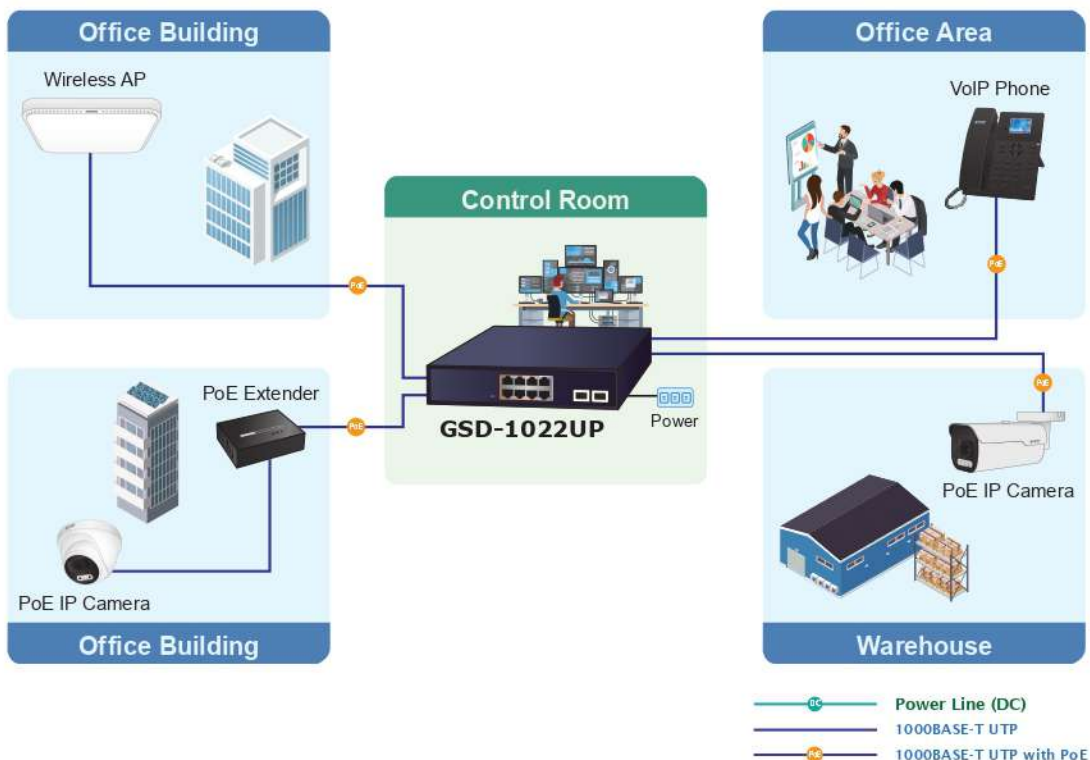 Office Building
Wireless AP
PoE
Office Area
VoIP Phone
PoE
Control Room
GSD-1022UP
Power
PoE Extender
PoE
PoE IP Camera
Office Building
PoE
PoE IP Camera
Warehouse
DC Power Line (DC)
1000BASE-T UTP
PoE 1000BASE-T UTP with PoE